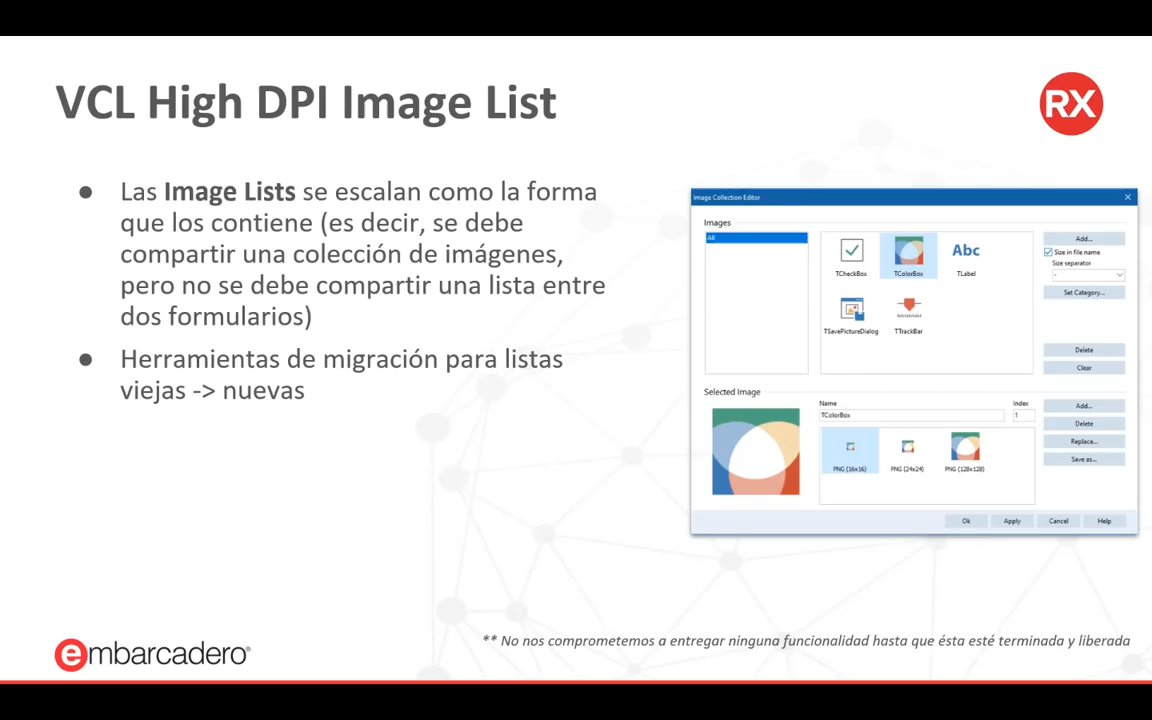 VCL High DPI Image List
RX
● Las Image Lists se escalan como la forma
que los contiene (es decir, se debe
compartir una colección de imágenes,
pero no se debe compartir una lista entre
dos formularios)
● Herramientas de migración para listas
viejas -> nuevas
Image Collection Editor
Images
All
TCheckBox
TColorBox
TLabel
Abc
TSavePictureDialog
TTrackBar
Add...
Size in file name
Size separator
-
Set Category...
Delete
Clear
Selected Image
Name
TColorBox
Index
1
PNG (16x16)
PNG (24x24)
PNG (128x128)
Add...
Delete
Replace...
Save as...
Ok
Apply
Cancel
Help
** No nos comprometemos a entregar ninguna funcionalidad hasta que ésta esté terminada y liberada
embarcadero®